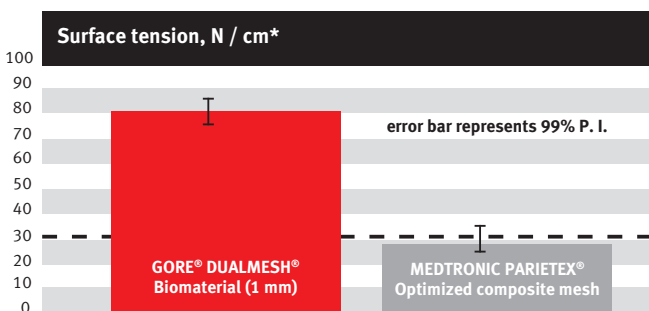 Surface tension, N / cm*
100
90
80
70
60
50
40
30
20
10
0
error bar represents 99% P. I.
GORE® DUALMESH®
Biomaterial (1 mm)
MEDTRONIC PARIETEX®
Optimized composite mesh